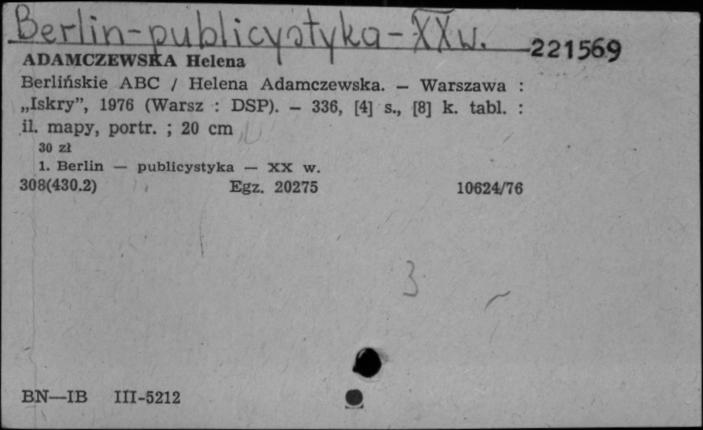 Berlin-publicystyka-XX w.
221569
ADAMCZEWSKA Helena
Berlińskie ABC / Helena Adamczewska. — Warszawa :
„Iskry”, 1976 (Warsz : DSP). — 336, [4] s., [8] k. tabl. :
il. mapy, portr. ; 20 cm
30 zł
1. Berlin — publicystyka — XX w.
308(430.2) Egz. 20275 10624/76
3
BN—IB III-5212